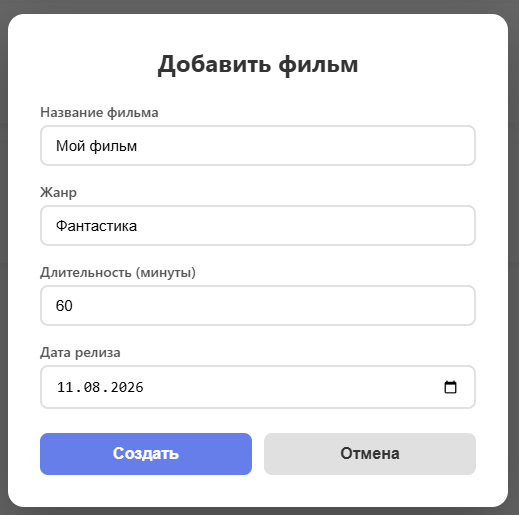 Добавить фильм
Название фильма
Мой фильм
Жанр
Фантастика
Длительность (минуты)
60
Дата релиза
11.08.2026
Создать Отмена